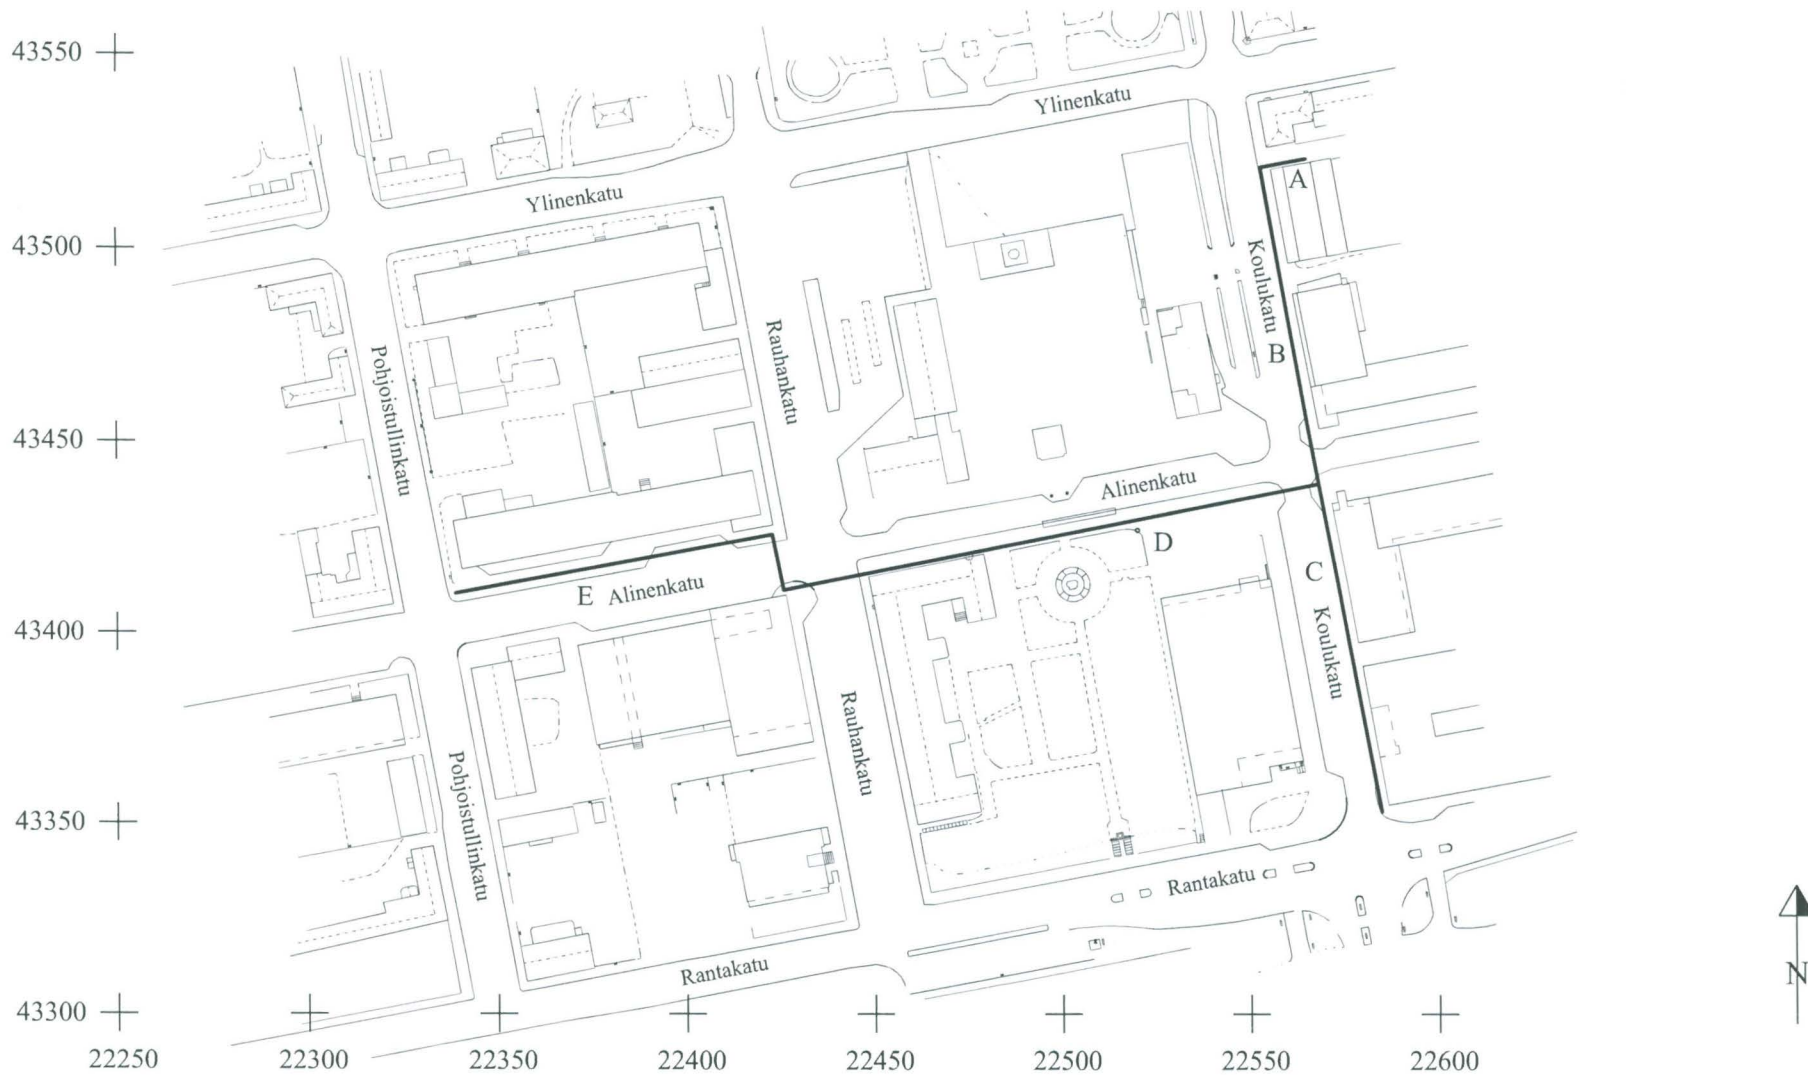 43550
Ylinenkatu
Ylinenkatu
A
43500
Koulukatu
B
Rauhankatu
Pohjoistullinkatu
43450
Alinenkatu
D
C
E Alinenkatu
43400
Koulukatu
Rauhankatu
Pohjoistullinkatu
43350
Rantakatu
Rantakatu
N
43300
22250 22300 22350 22400 22450 22500 22550 22600